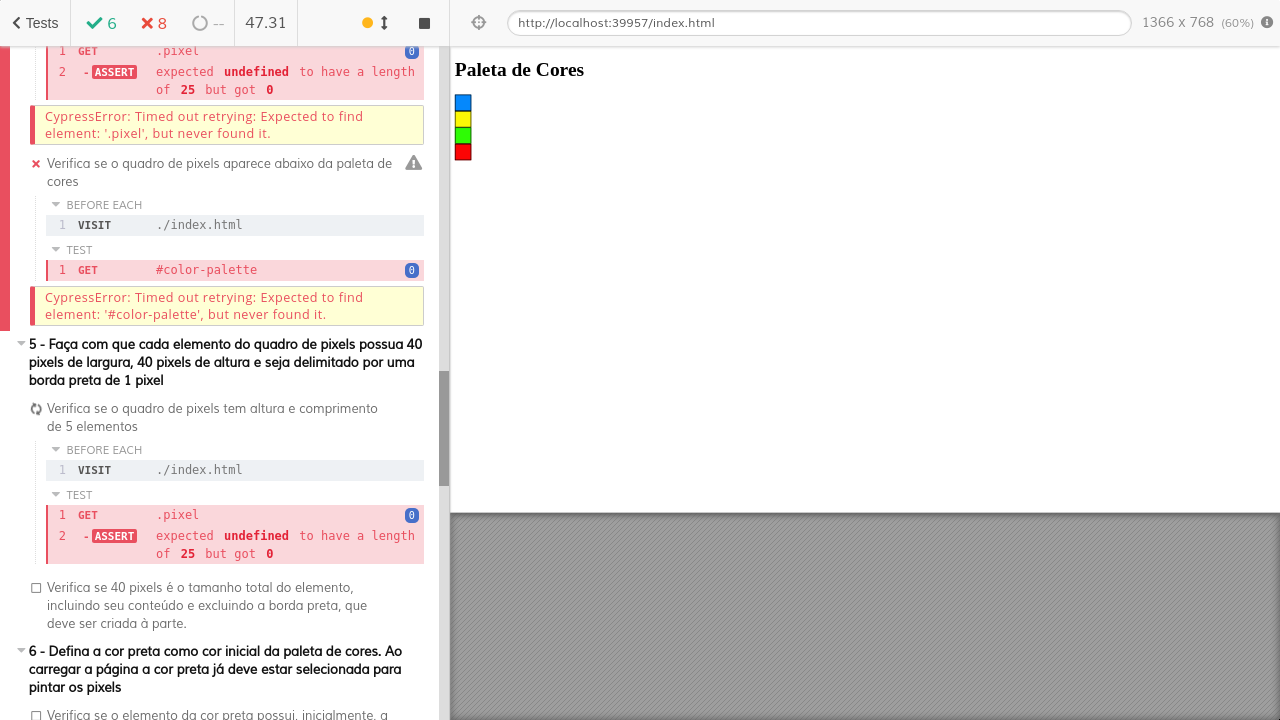 Tests
6
8
--
47.31
http://localhost:39957/index.html
1366 x 768 (60%)
1 GET .pixel 0
2 -ASSERT expected undefined to have a length
of 25 but got 0
CypressError: Timed out retrying: Expected to find
element: '.pixel', but never found it.
Verifica se o quadro de pixels aparece abaixo da paleta de
cores
BEFORE EACH
1 VISIT ./index.html
TEST
1 GET #color-palette 0
CypressError: Timed out retrying: Expected to find
element: '#color-palette', but never found it.
5 - Faça com que cada elemento do quadro de pixels possua 40
pixels de largura, 40 pixels de altura e seja delimitado por uma
borda preta de 1 pixel
Verifica se o quadro de pixels tem altura e comprimento
de 5 elementos
BEFORE EACH
1 VISIT ./index.html
TEST
1 GET .pixel 0
2 -ASSERT expected undefined to have a length
of 25 but got 0
Verifica se 40 pixels é o tamanho total do elemento,
incluindo seu conteúdo e excluindo a borda preta, que
deve ser criada à parte.
6 - Defina a cor preta como cor inicial da paleta de cores. Ao
carregar a página a cor preta já deve estar selecionada para
pintar os pixels
Verifica se o elemento da cor preta possui, inicialmente, a
Paleta de Cores